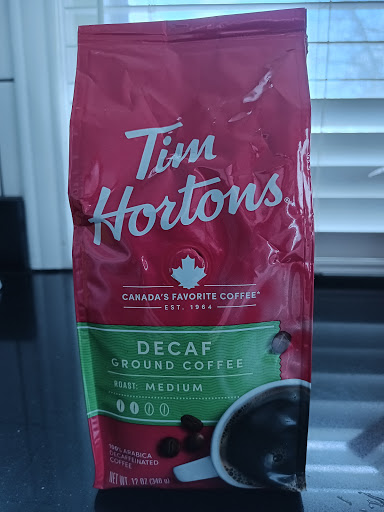 Tim
Hortons®
CANADA'S FAVORITE COFFEE®
EST. 1964
DECAF
GROUND COFFEE
ROAST: MEDIUM
100% ARABICA
DECAFFEINATED
COFFEE
NET WT. 12 OZ (340 g)